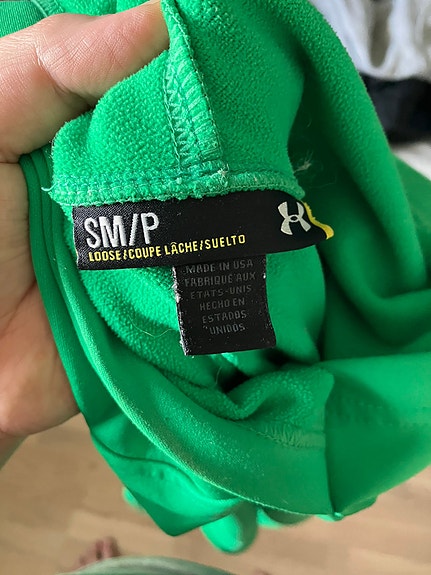 SM/P
LOOSE/COUPE LÂCHE/SUELTO
MADE IN USA
FABRIQUÉ AUX
ÉTATS-UNIS
HECHO EN
ESTADOS
UNIDOS